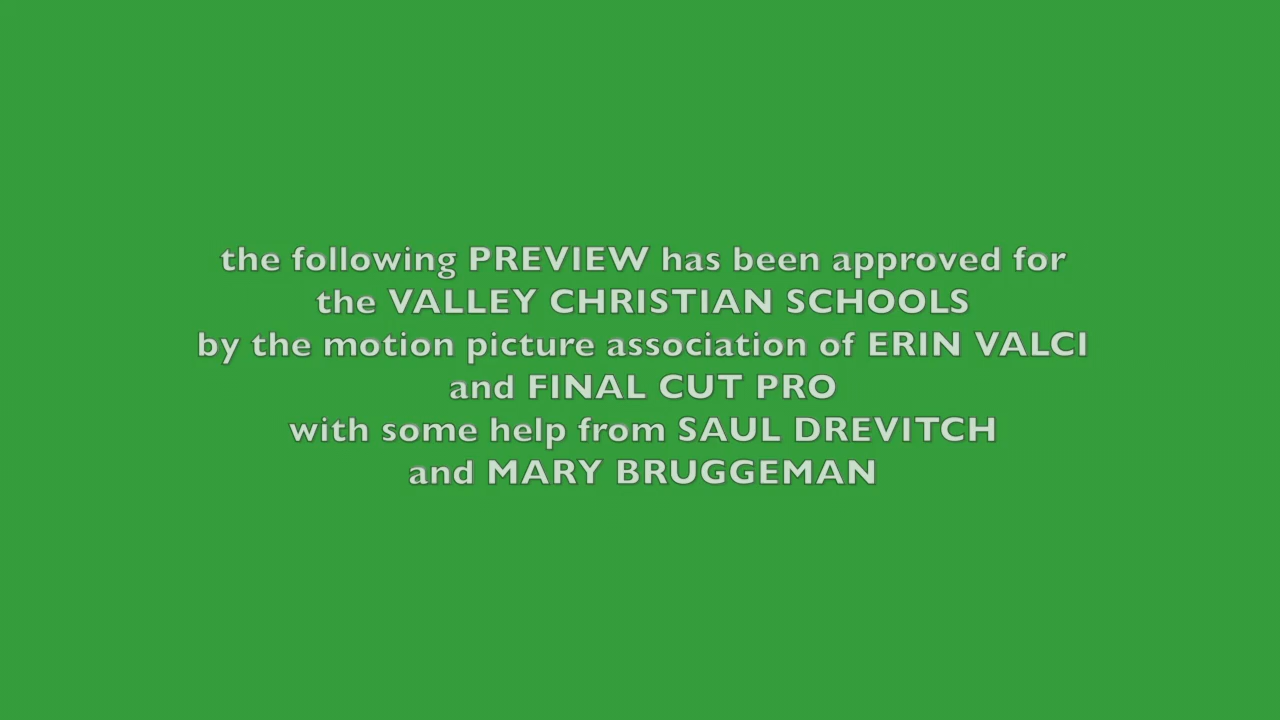 the following PREVIEW has been approved for
the VALLEY CHRISTIAN SCHOOLS
by the motion picture association of ERIN VALCI
and FINAL CUT PRO
with some help from SAUL DREVITCH
and MARY BRUGGEMAN